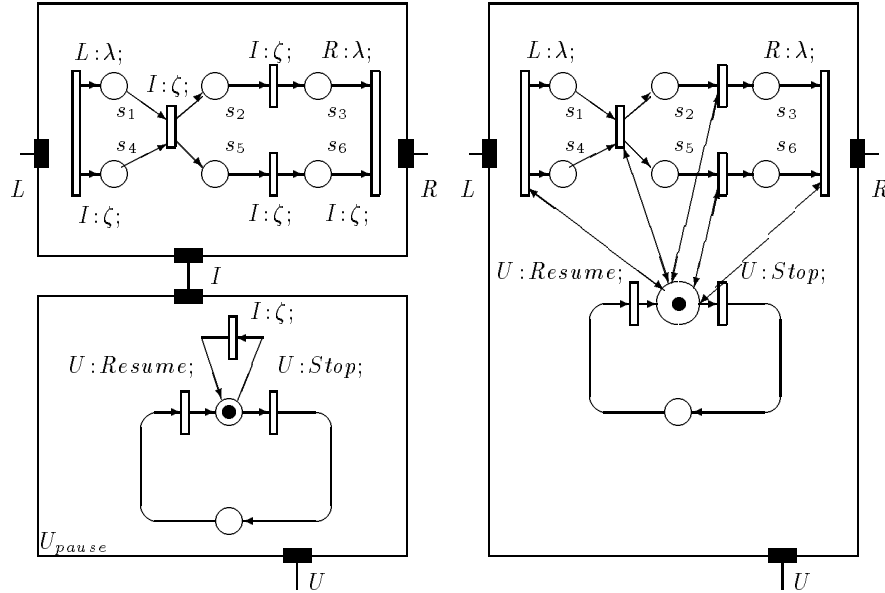 L:λ; I:ζ; R:λ;
I:ζ;
s1 s2 s3
s4 s5 s6
L R
I:ζ; I:ζ; I:ζ;
I
I:ζ;
U:Resume; U:Stop;
Upause
U
L:λ; R:λ;
s1 s2 s3
s4 s5 s6
L R
U:Resume; U:Stop;
U